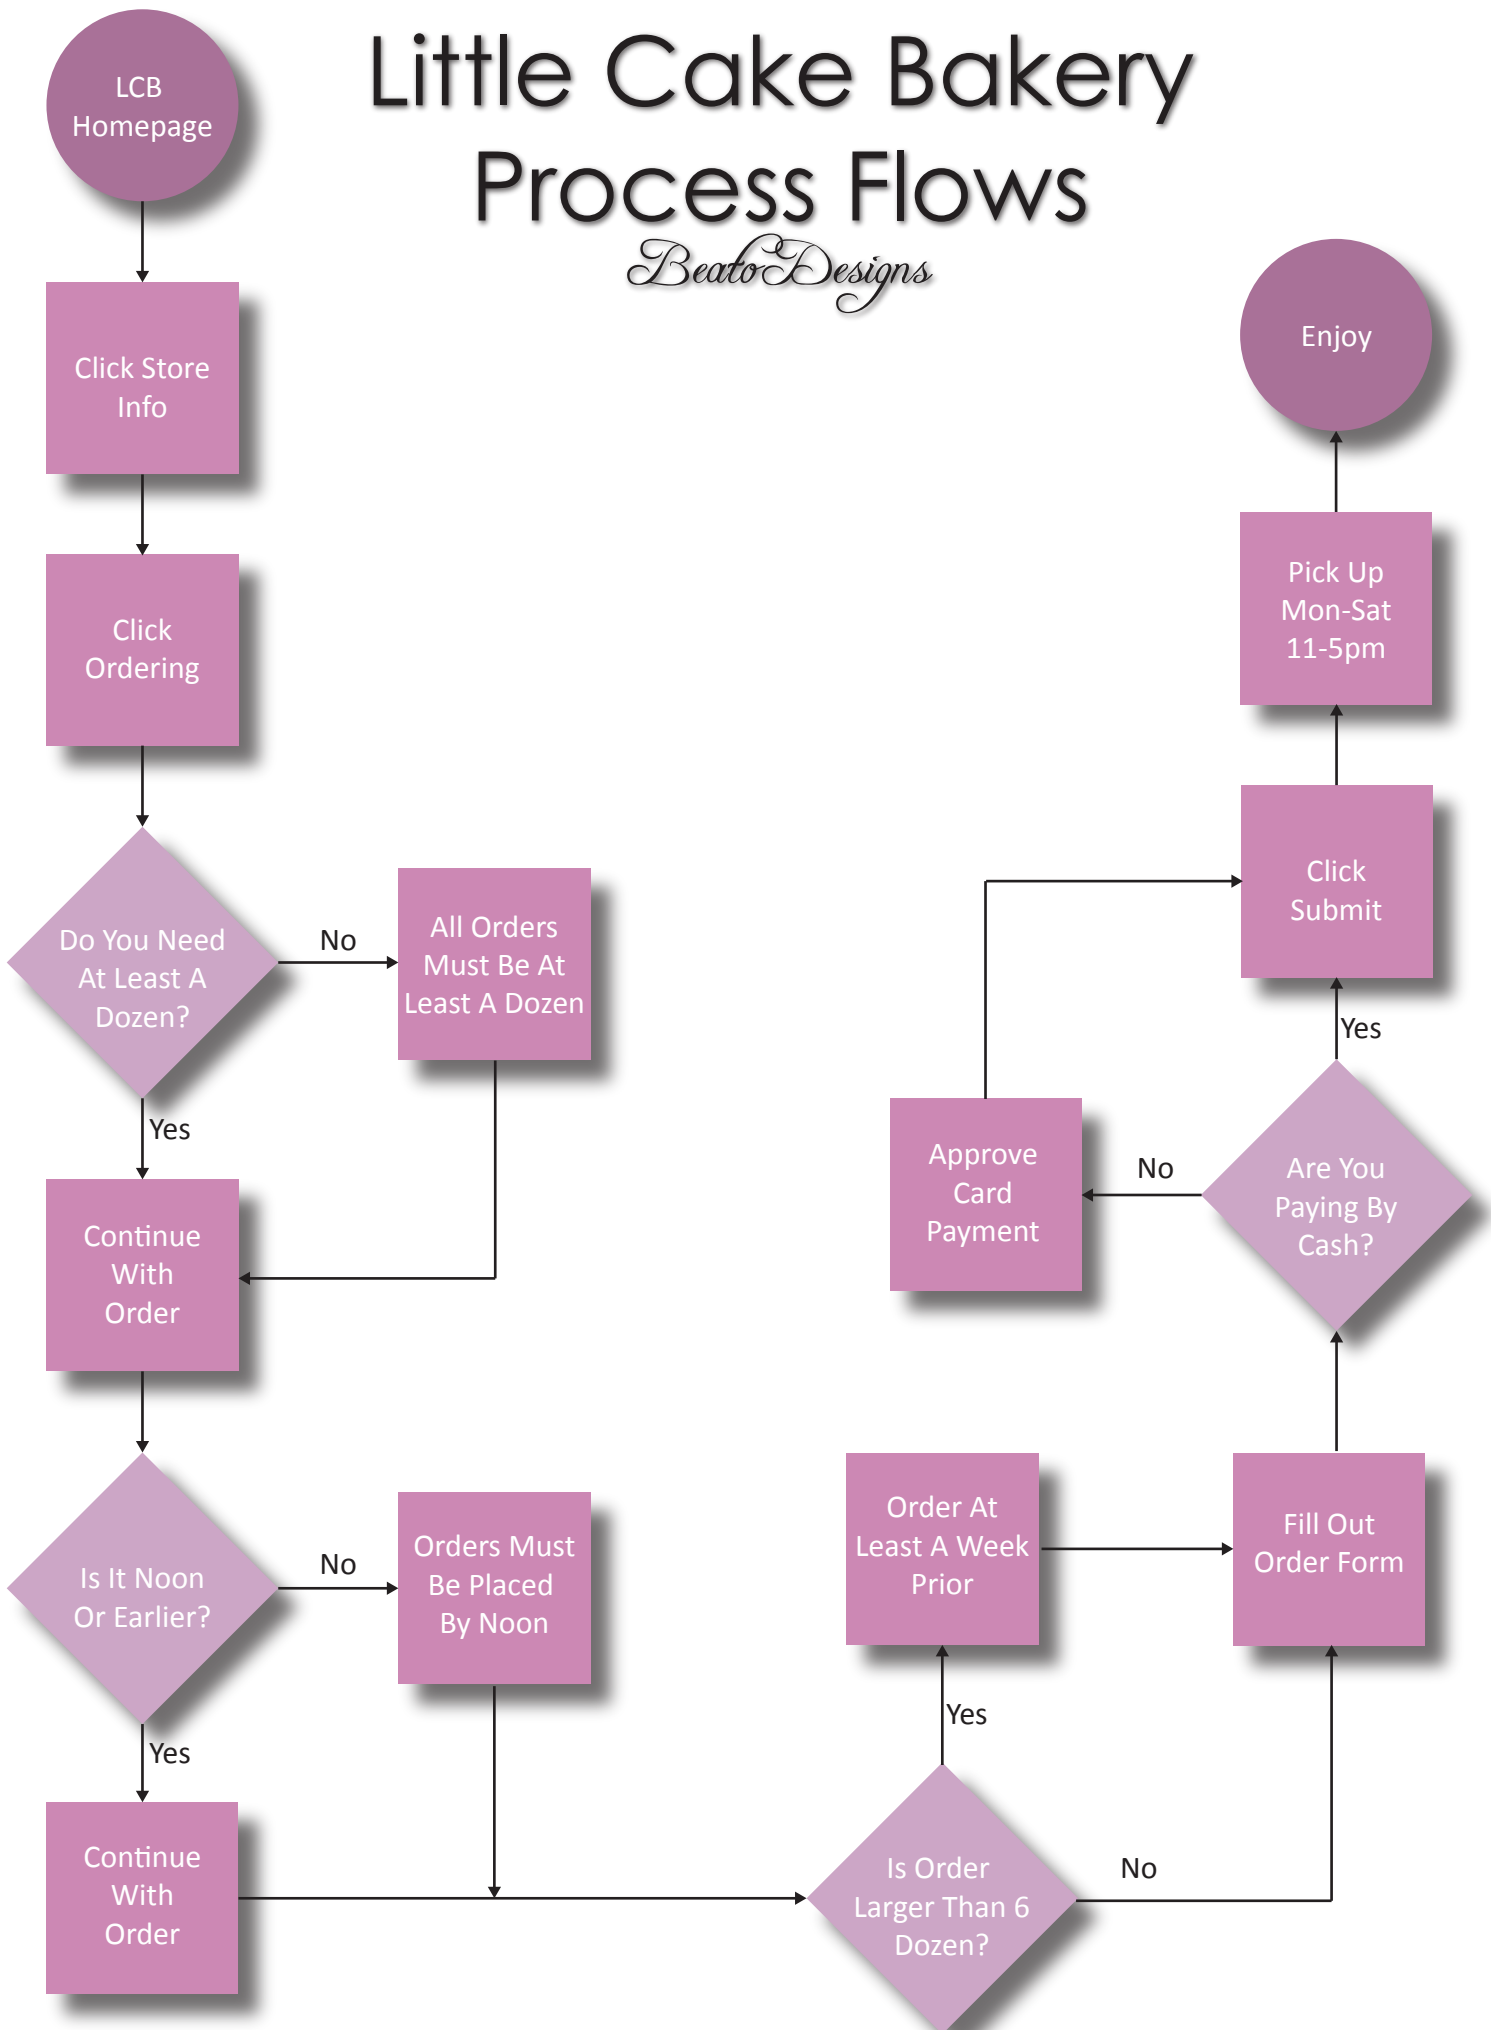 Little Cake Bakery
Process Flows
BeatoDesigns
LCB
Homepage
Click Store
Info
Click
Ordering
Do You Need
At Least A
Dozen?
No
All Orders
Must Be At
Least A Dozen
Yes
Continue
With
Order
Is It Noon
Or Earlier?
No
Orders Must
Be Placed
By Noon
Yes
Continue
With
Order
Is Order
Larger Than 6
Dozen?
Yes
Order At
Least A Week
Prior
No
Fill Out
Order Form
Are You
Paying By
Cash?
No
Approve
Card
Payment
Yes
Click
Submit
Pick Up
Mon-Sat
11-5pm
Enjoy